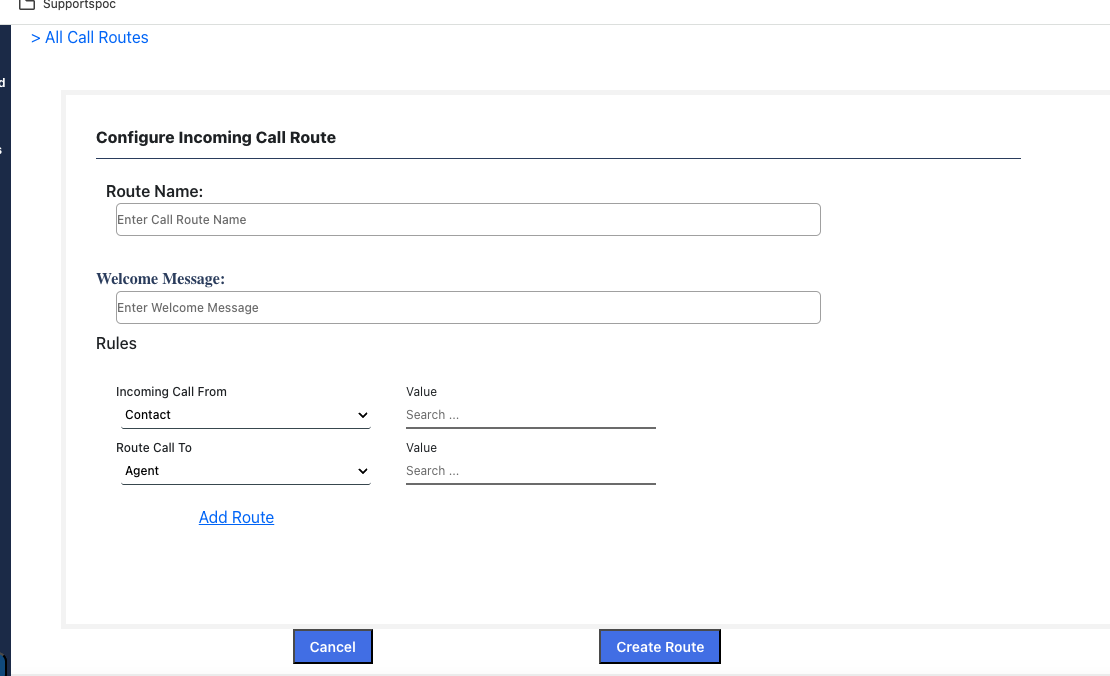 Supportspoc
> All Call Routes
d
s
Configure Incoming Call Route
Route Name:
Enter Call Route Name
Welcome Message:
Enter Welcome Message
Rules
Incoming Call From Value
Contact Search ...
Route Call To Value
Agent Search ...
Add Route
Cancel Create Route